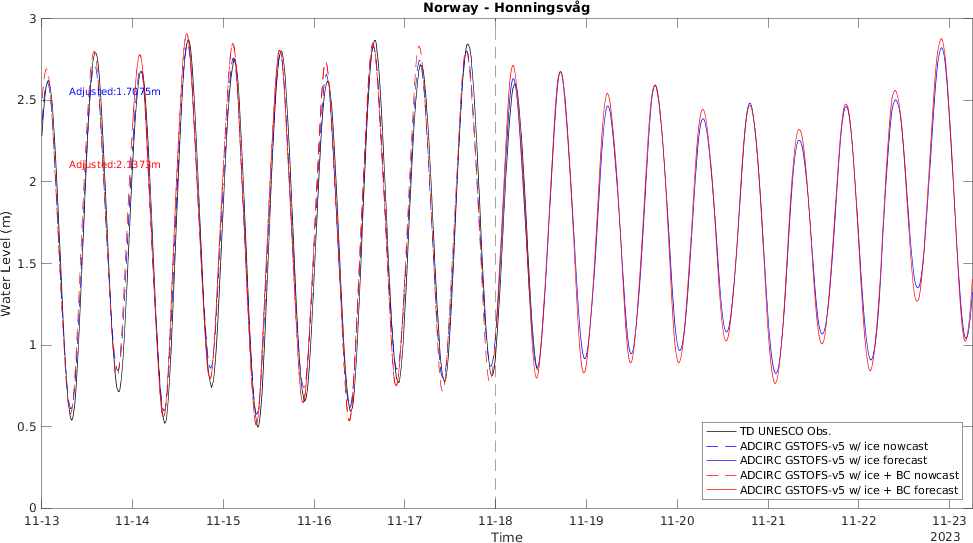 Norway - Honningsvåg
3
2.5
2
1.5
1
0.5
0
Water Level (m)
Adjusted:1.7075m
Adjusted:2.1373m
TD UNESCO Obs.
ADCIRC GSTOFS-v5 w/ ice nowcast
ADCIRC GSTOFS-v5 w/ ice forecast
ADCIRC GSTOFS-v5 w/ ice + BC nowcast
ADCIRC GSTOFS-v5 w/ ice + BC forecast
11-13 11-14 11-15 11-16 11-17 11-18 11-19 11-20 11-21 11-22 11-23
Time
2023